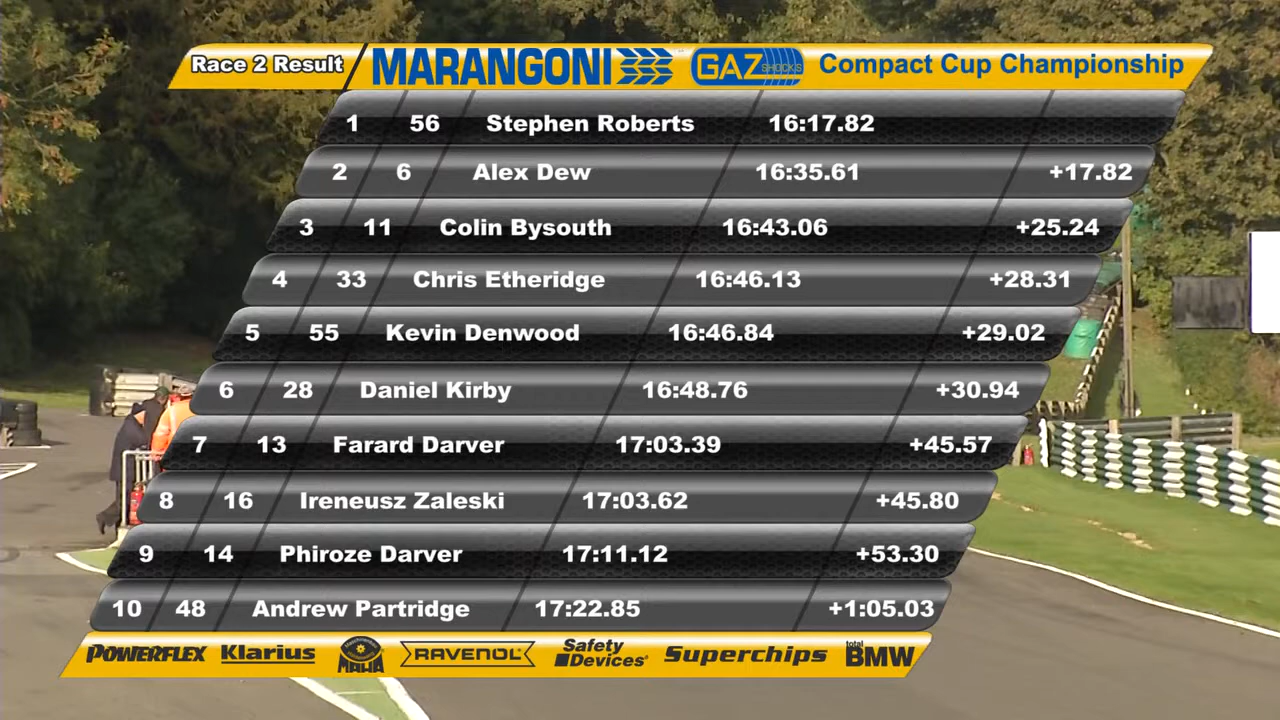 Race 2 Result MARANGONI GAZ SHOCKS Compact Cup Championship
1 56 Stephen Roberts 16:17.82
2 6 Alex Dew 16:35.61 +17.82
3 11 Colin Bysouth 16:43.06 +25.24
4 33 Chris Etheridge 16:46.13 +28.31
5 55 Kevin Denwood 16:46.84 +29.02
6 28 Daniel Kirby 16:48.76 +30.94
7 13 Farard Darver 17:03.39 +45.57
8 16 Ireneusz Zaleski 17:03.62 +45.80
9 14 Phiroze Darver 17:11.12 +53.30
10 48 Andrew Partridge 17:22.85 +1:05.03
POWERFLEX Klarius MAHA RAVENOL Safety Devices Superchips total BMW